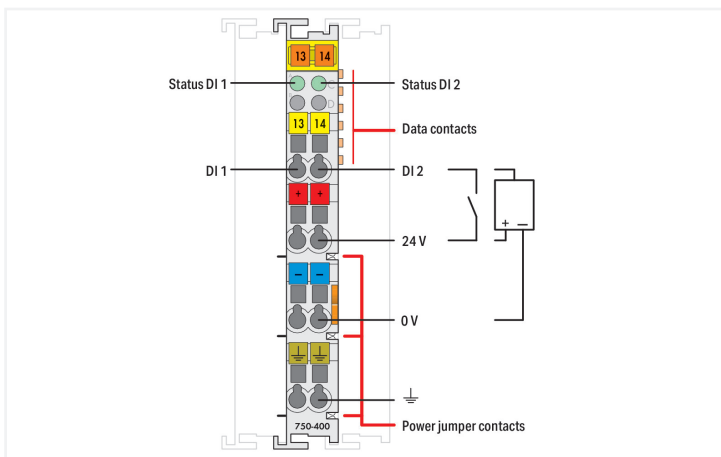 13 14
Status DI 1
Status DI 2
C
D
13 14
Data contacts
DI 1
DI 2
+ +
+ −
24 V
− −
0 V
750-400
Power jumper contacts